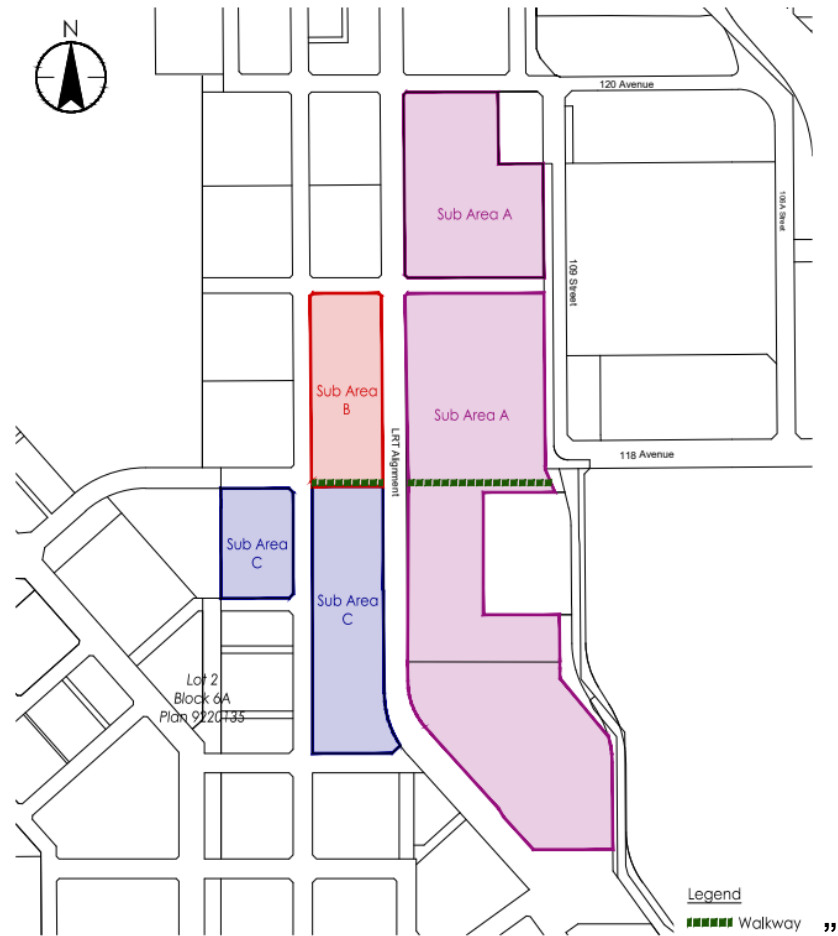 N
120 Avenue
106A Street
Sub Area A
109 Street
Sub Area
B
Sub Area A
LRT Alignment
118 Avenue
Sub Area
C
Sub Area
C
Lot 2
Block 6A
Plan 9220135
Legend
Walkway
”